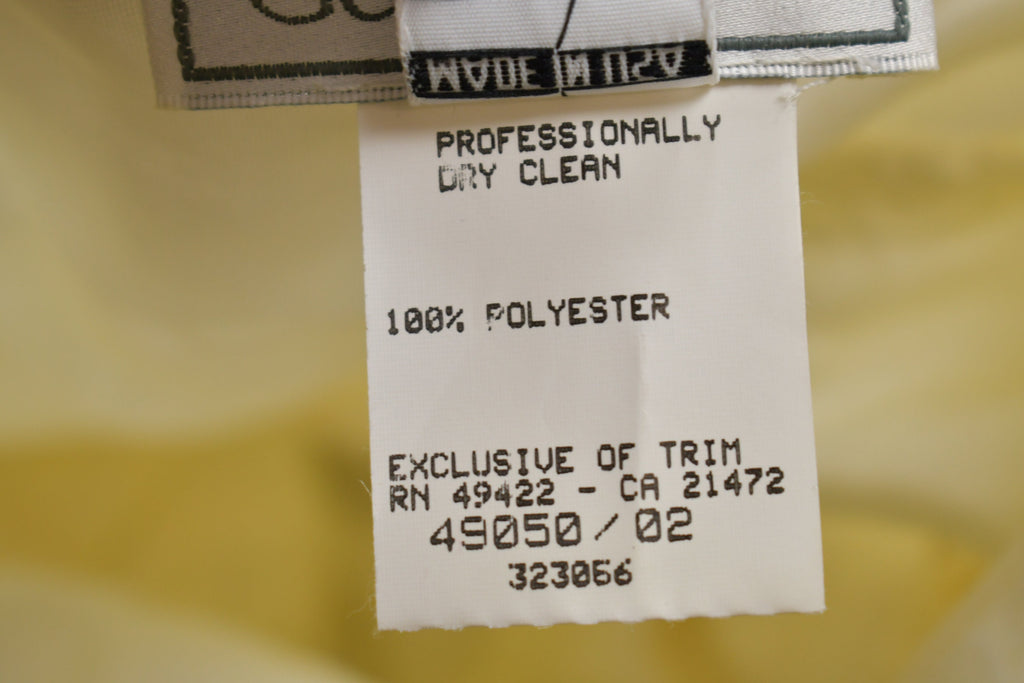 MADE IN USA
PROFESSIONALLY
DRY CLEAN
100% POLYESTER
EXCLUSIVE OF TRIM
RN 49422 - CA 21472
49050/02
323066